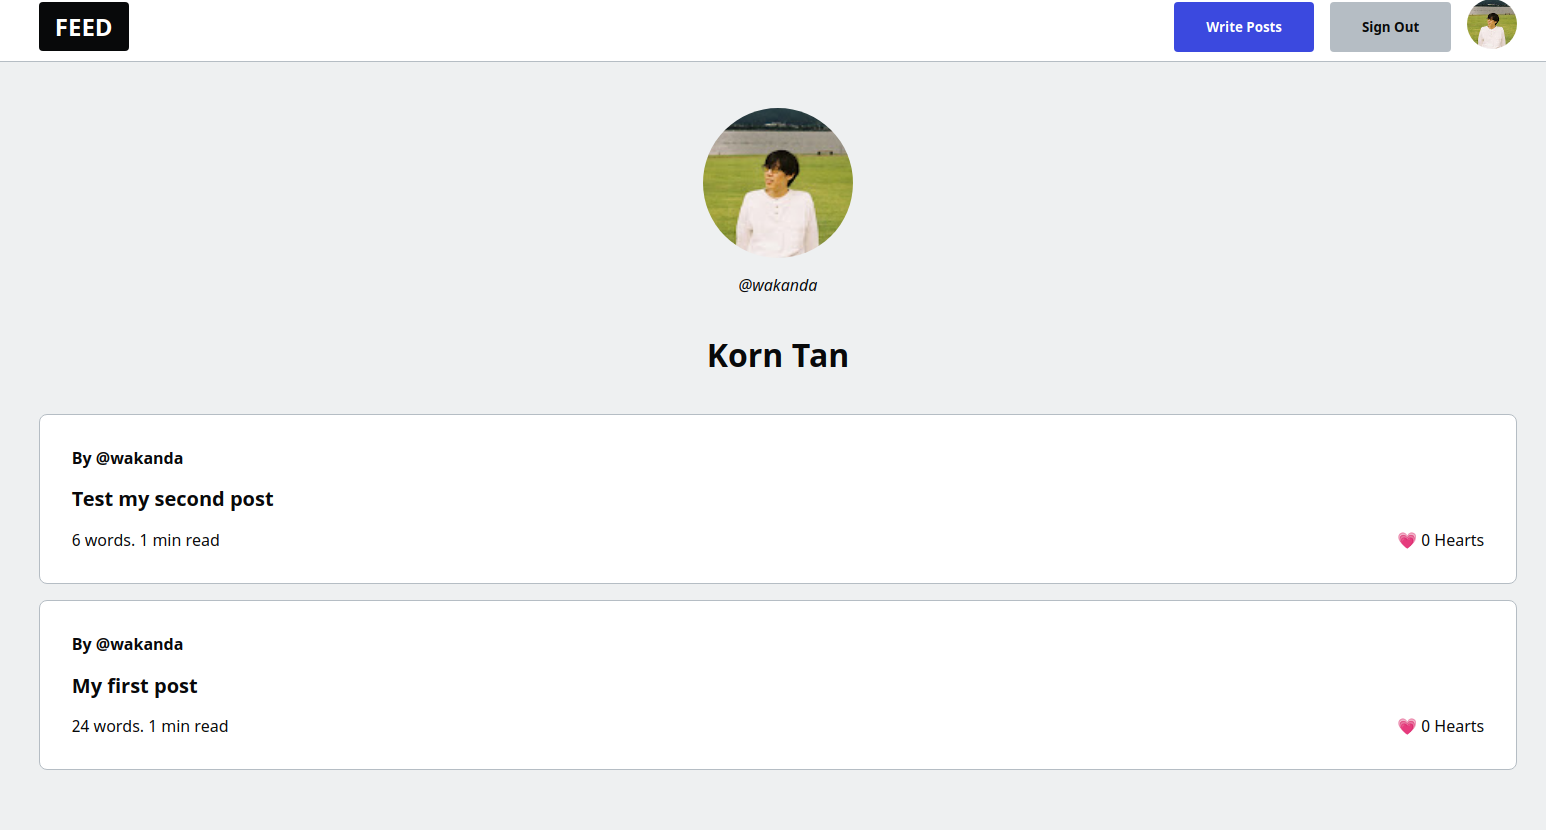 FEED
Write Posts
Sign Out
@wakanda
Korn Tan
By @wakanda
Test my second post
6 words. 1 min read
💗 0 Hearts
By @wakanda
My first post
24 words. 1 min read
💗 0 Hearts